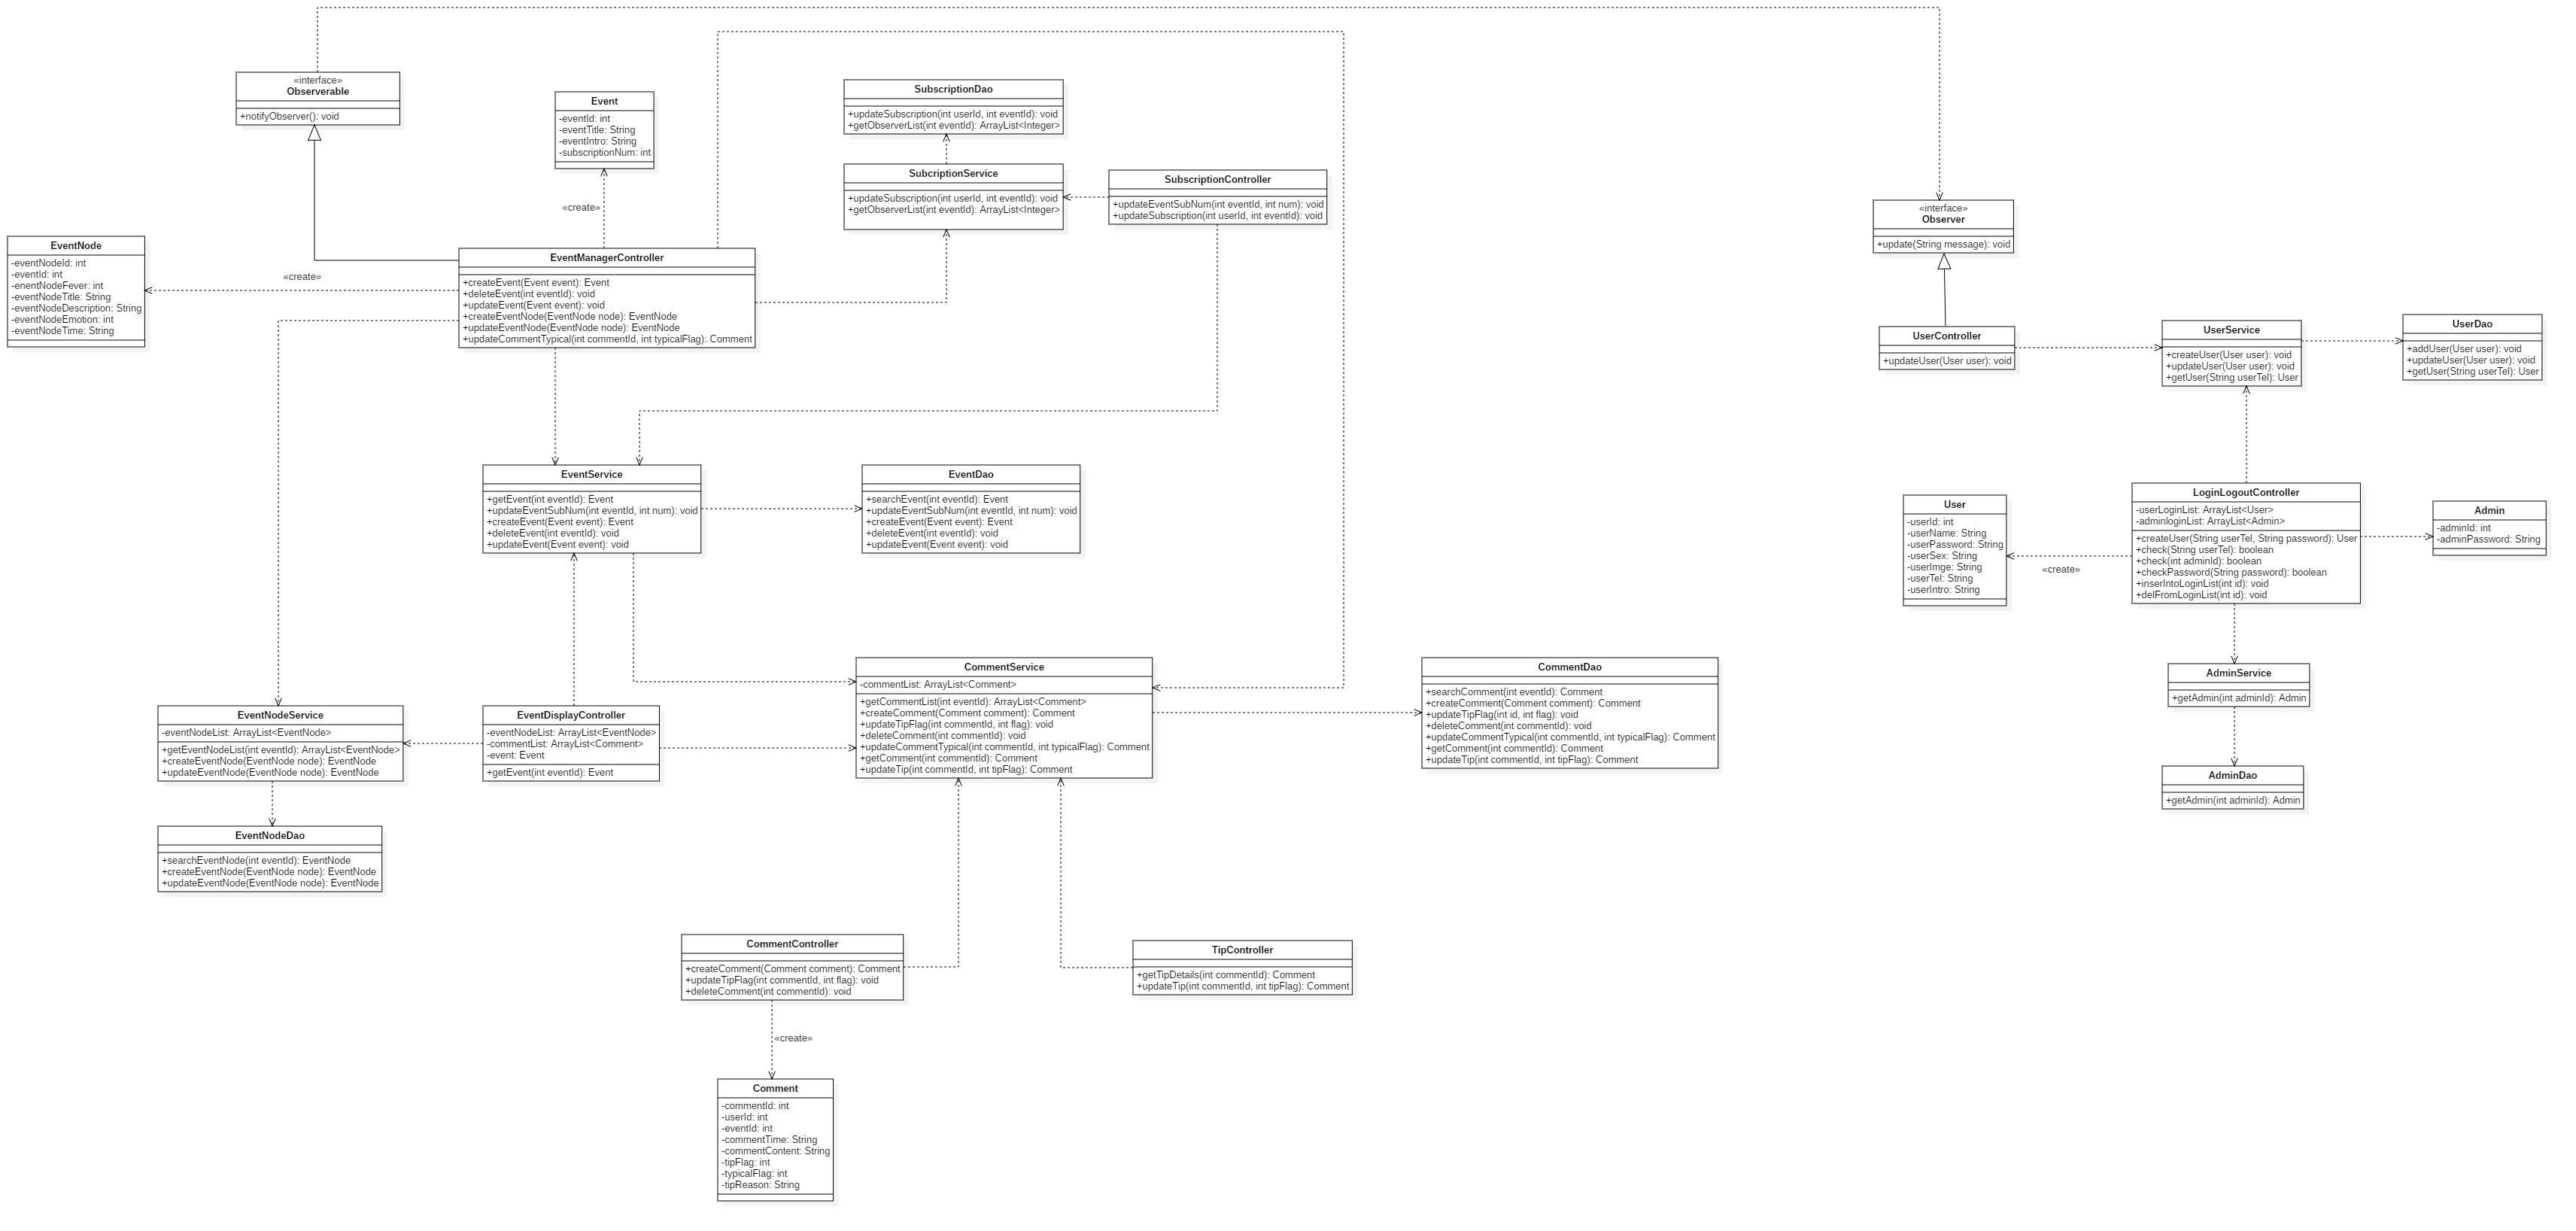 «interface»
Observerable
+notifyObserver(): void
Event
-eventId: int
-eventTitle: String
-eventIntro: String
-subscriptionNum: int
SubscriptionDao
+updateSubscription(int userId, int eventId): void
+getObserverList(int eventId): ArrayList<Integer>
SubcriptionService
+updateSubscription(int userId, int eventId): void
+getObserverList(int eventId): ArrayList<Integer>
SubscriptionController
+updateEventSubNum(int eventId, int num): void
+updateSubscription(int userId, int eventId): void
«interface»
Observer
+update(String message): void
«create»
EventNode
-eventNodeId: int
-eventId: int
-enentNodeFever: int
-eventNodeTitle: String
-eventNodeDescription: String
-eventNodeEmotion: int
-eventNodeTime: String
«create»
EventManagerController
+createEvent(Event event): Event
+deleteEvent(int eventId): void
+updateEvent(Event event): void
+createEventNode(EventNode node): EventNode
+updateEventNode(EventNode node): EventNode
+updateCommentTypical(int commentId, int typicalFlag): Comment
UserController
+updateUser(User user): void
UserService
+createUser(User user): void
+updateUser(User user): void
+getUser(String userTel): User
UserDao
+addUser(User user): void
+updateUser(User user): void
+getUser(String userTel): User
EventService
+getEvent(int eventId): Event
+updateEventSubNum(int eventId, int num): void
+createEvent(Event event): Event
+deleteEvent(int eventId): void
+updateEvent(Event event): void
EventDao
+searchEvent(int eventId): Event
+updateEventSubNum(int eventId, int num): void
+createEvent(Event event): Event
+deleteEvent(int eventId): void
+updateEvent(Event event): void
User
-userId: int
-userName: String
-userPassword: String
-userSex: String
-userImge: String
-userTel: String
-userIntro: String
«create»
LoginLogoutController
-userLoginList: ArrayList<User>
-adminloginList: ArrayList<Admin>
+createUser(String userTel, String password): User
+check(String userTel): boolean
+check(int adminId): boolean
+checkPassword(String password): boolean
+inserIntoLoginList(int id): void
+delFromLoginList(int id): void
Admin
-adminId: int
-adminPassword: String
CommentService
-commentList: ArrayList<Comment>
+getCommentList(int eventId): ArrayList<Comment>
+createComment(Comment comment): Comment
+updateTipFlag(int commentId, int flag): void
+deleteComment(int commentId): void
+updateCommentTypical(int commentId, int typicalFlag): Comment
+getComment(int commentId): Comment
+updateTip(int commentId, int tipFlag): Comment
CommentDao
+searchComment(int eventId): Comment
+createComment(Comment comment): Comment
+updateTipFlag(int id, int flag): void
+deleteComment(int commentId): void
+updateCommentTypical(int commentId, int typicalFlag): Comment
+getComment(int commentId): Comment
+updateTip(int commentId, int tipFlag): Comment
AdminService
+getAdmin(int adminId): Admin
EventNodeService
-eventNodeList: ArrayList<EventNode>
+getEventNodeList(int eventId): ArrayList<EventNode>
+createEventNode(EventNode node): EventNode
+updateEventNode(EventNode node): EventNode
EventDisplayController
-eventNodeList: ArrayList<EventNode>
-commentList: ArrayList<Comment>
-event: Event
+getEvent(int eventId): Event
AdminDao
+getAdmin(int adminId): Admin
EventNodeDao
+searchEventNode(int eventId): EventNode
+createEventNode(EventNode node): EventNode
+updateEventNode(EventNode node): EventNode
CommentController
+createComment(Comment comment): Comment
+updateTipFlag(int commentId, int flag): void
+deleteComment(int commentId): void
TipController
+getTipDetails(int commentId): Comment
+updateTip(int commentId, int tipFlag): Comment
«create»
Comment
-commentId: int
-userId: int
-eventId: int
-commentTime: String
-commentContent: String
-tipFlag: int
-typicalFlag: int
-tipReason: String